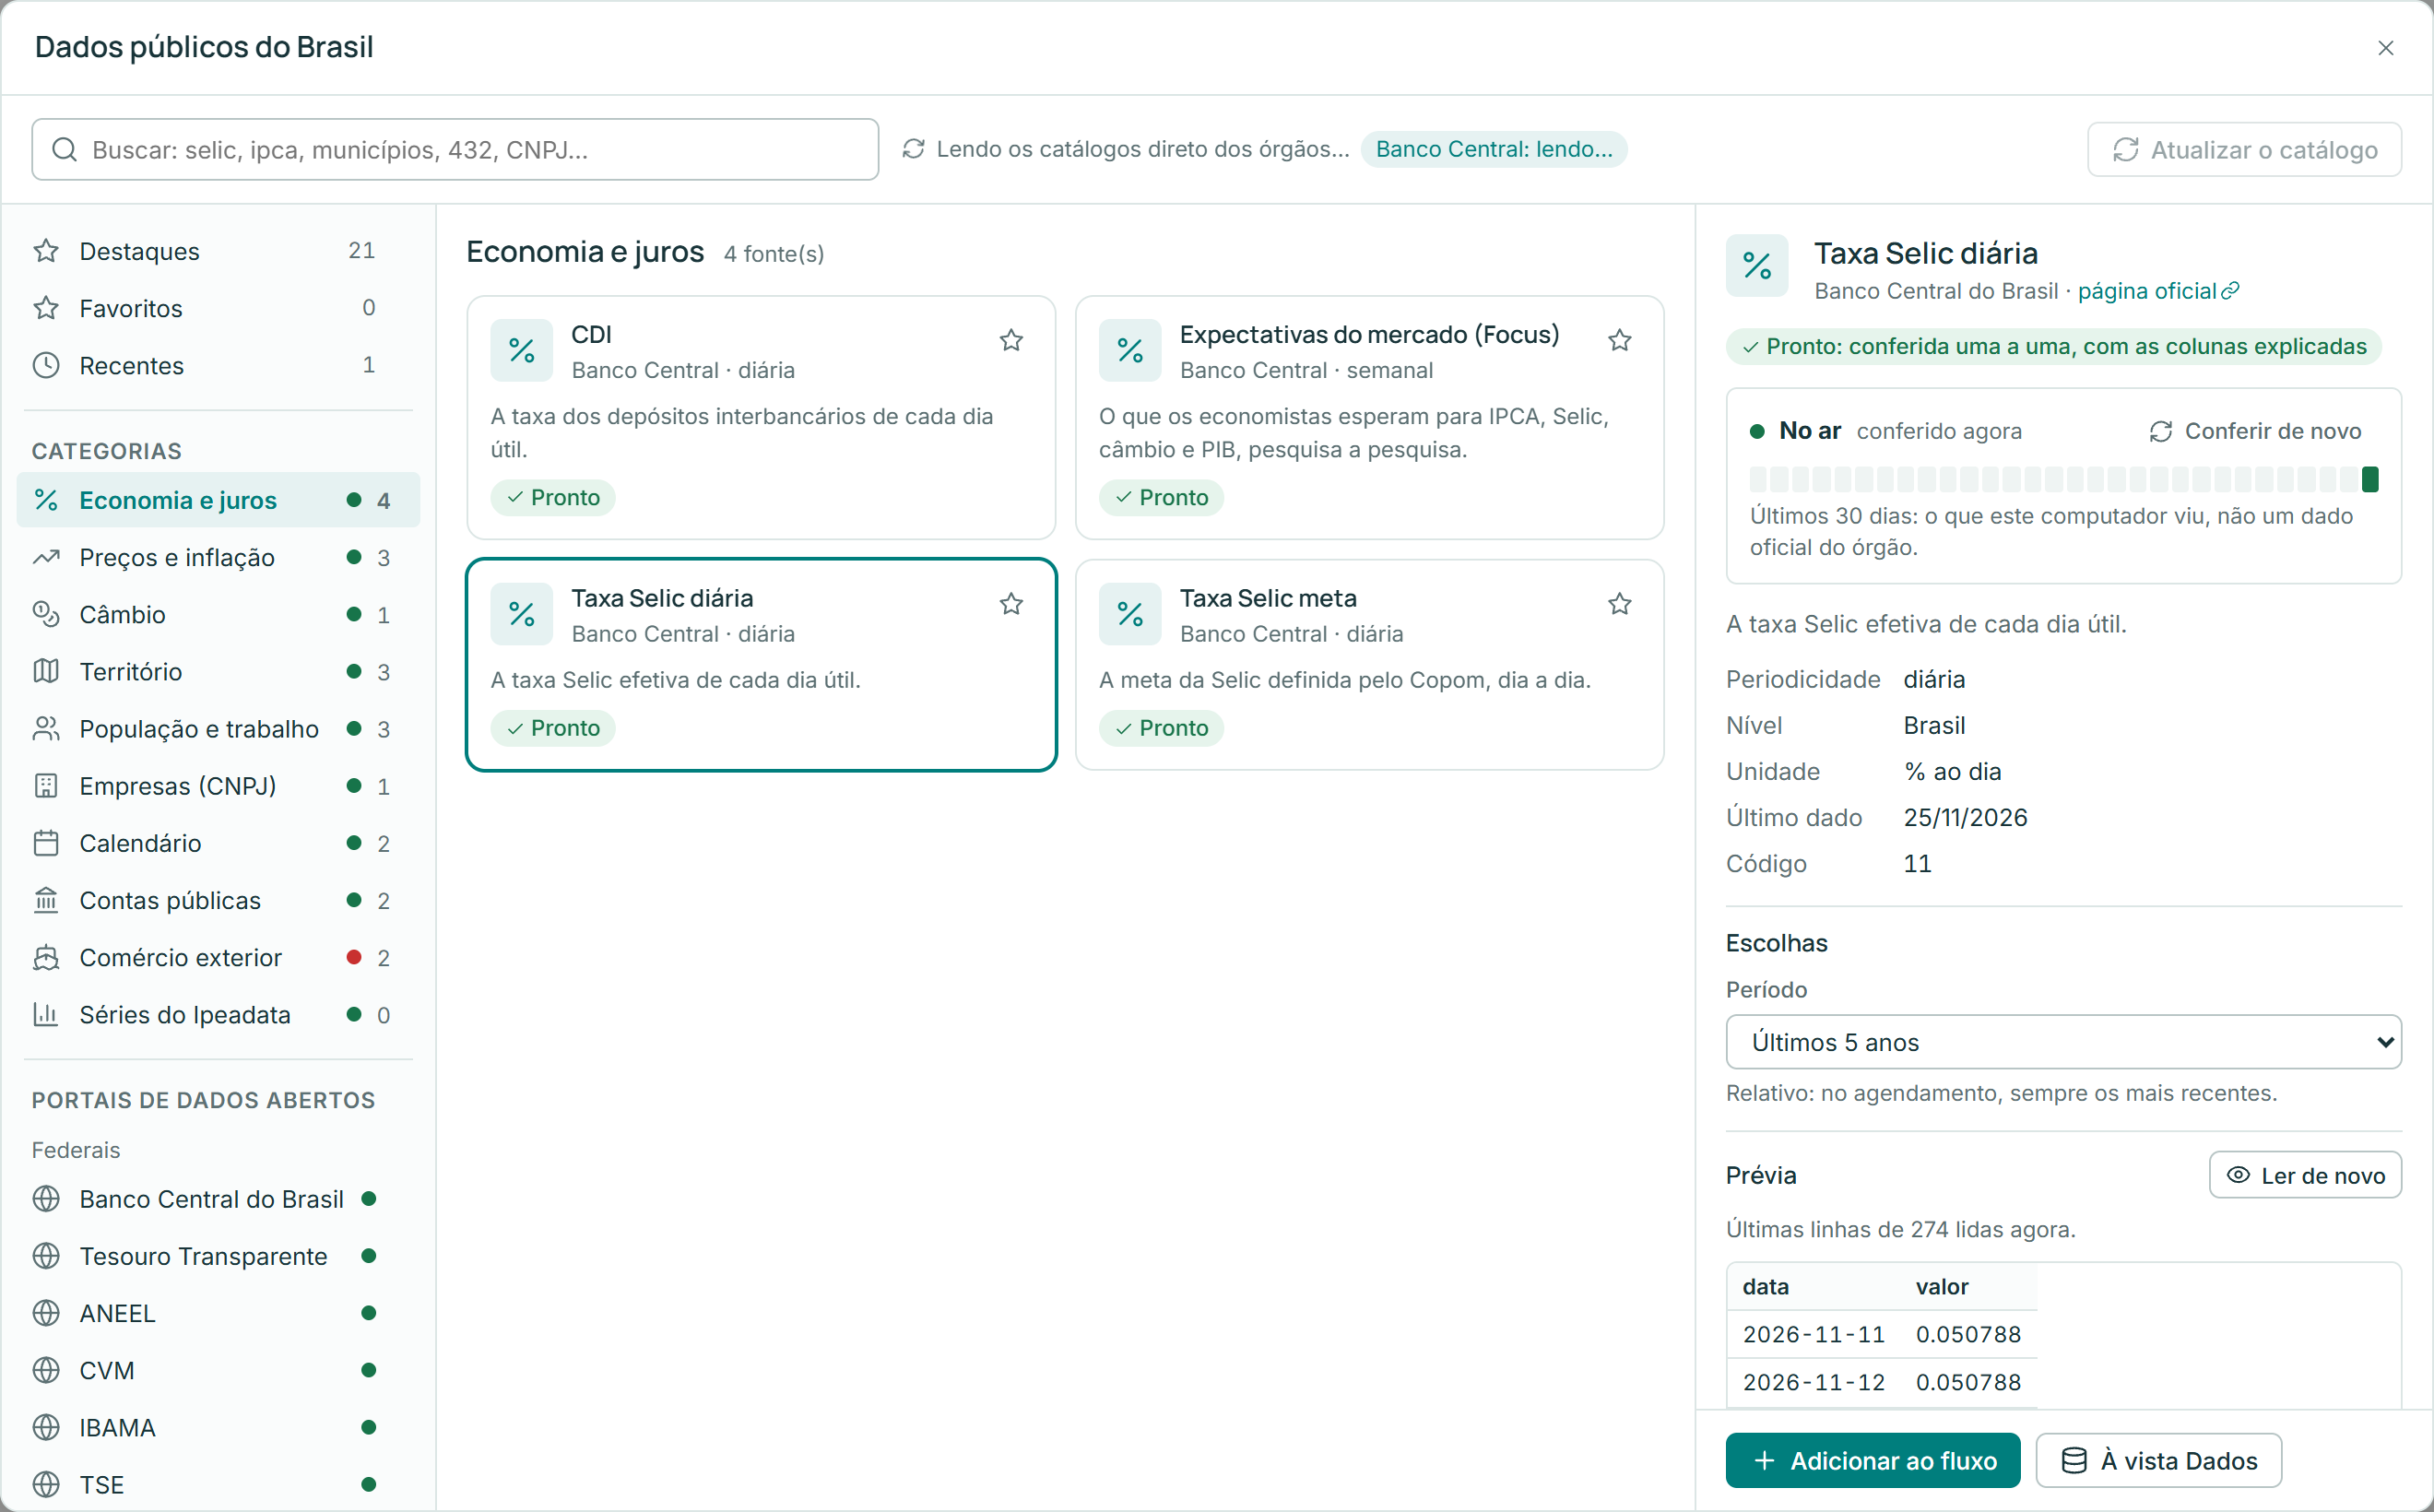 Dados públicos do Brasil
Buscar: selic, ipca, municípios, 432, CNPJ...
Lendo os catálogos direto dos órgãos...
Banco Central: lendo...
Atualizar o catálogo
Destaques 21
Favoritos 0
Recentes 1
CATEGORIAS
Economia e juros 4
Preços e inflação 3
Câmbio 1
Território 3
População e trabalho 3
Empresas (CNPJ) 1
Calendário 2
Contas públicas 2
Comércio exterior 2
Séries do Ipeadata 0
PORTAIS DE DADOS ABERTOS
Federais
Banco Central do Brasil
Tesouro Transparente
ANEEL
CVM
IBAMA
TSE
Economia e juros 4 fonte(s)
CDI
Banco Central · diária
A taxa dos depósitos interbancários de cada dia
útil.
Pronto
Expectativas do mercado (Focus)
Banco Central · semanal
O que os economistas esperam para IPCA, Selic,
câmbio e PIB, pesquisa a pesquisa.
Pronto
Taxa Selic diária
Banco Central · diária
A taxa Selic efetiva de cada dia útil.
Pronto
Taxa Selic meta
Banco Central · diária
A meta da Selic definida pelo Copom, dia a dia.
Pronto
Taxa Selic diária
Banco Central do Brasil · página oficial
Pronto: conferida uma a uma, com as colunas explicadas
No ar conferido agora
Conferir de novo
Últimos 30 dias: o que este computador viu, não um dado
oficial do órgão.
A taxa Selic efetiva de cada dia útil.
Periodicidade diária
Nível Brasil
Unidade % ao dia
Último dado 25/11/2026
Código 11
Escolhas
Período
Últimos 5 anos
Relativo: no agendamento, sempre os mais recentes.
Prévia
Ler de novo
Últimas linhas de 274 lidas agora.
data valor
2026-11-11 0.050788
2026-11-12 0.050788
Adicionar ao fluxo
À vista Dados